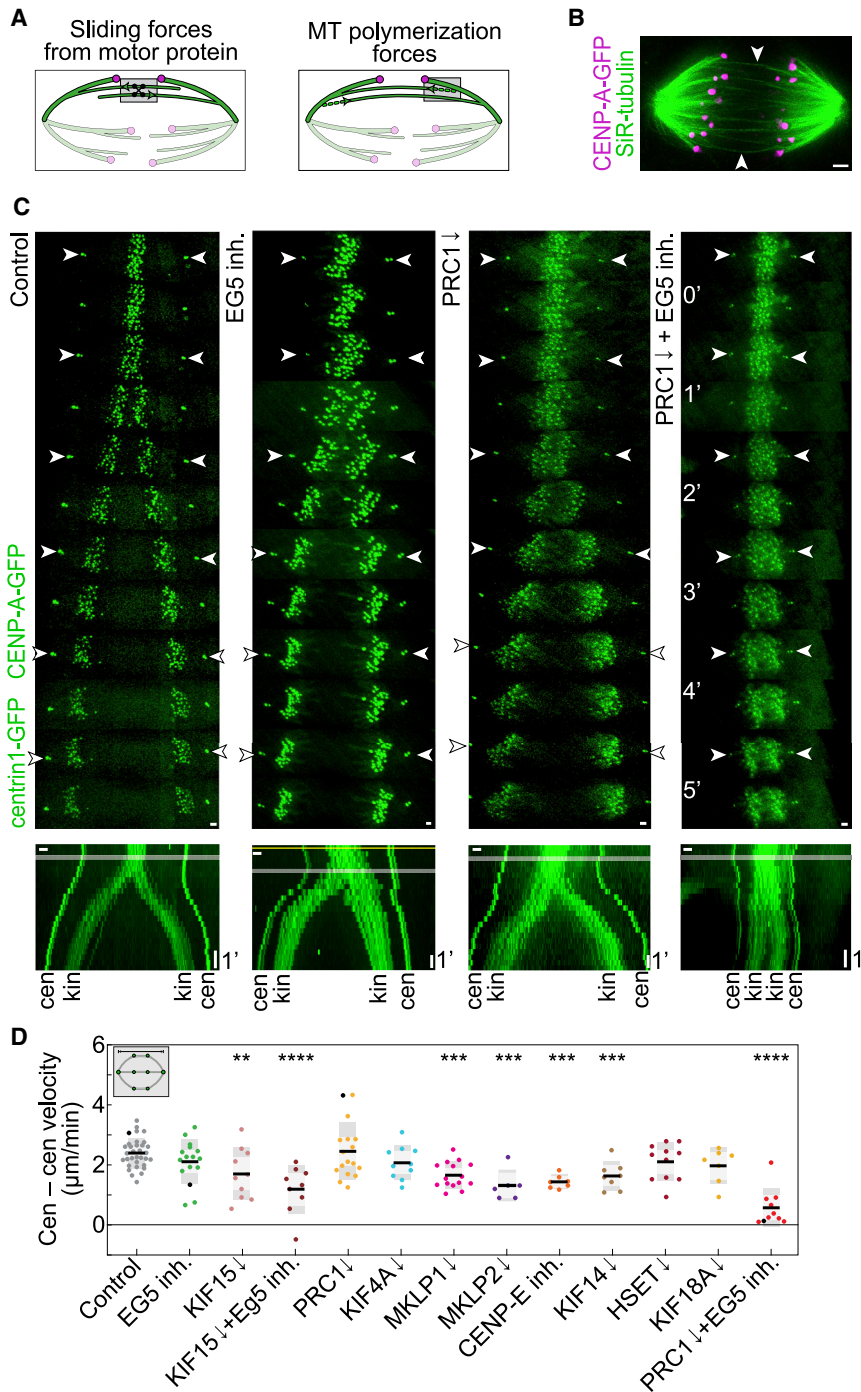 A
Sliding forces
from motor protein
MT polymerization
forces
B
CENP-A-GFP
SiR-tubulin
C
Control
EG5 inh.
PRC1↓
PRC1↓ + EG5 inh.
0’
1’
2’
3’
4’
5’
centrin1-GFP CENP-A-GFP
1’
1’
1’
1
cen
kin
kin
cen
cen
kin
kin
cen
cen
kin
kin
cen
cen
kin
kin
cen
D
Cen – cen velocity
(µm/min)
6
4
2
0
** **** *** *** *** *** ****
Control
EG5 inh.
KIF15↓
KIF15↓+Eg5 inh.
PRC1↓
KIF4A↓
MKLP1↓
MKLP2↓
CENP-E inh.
KIF14↓
HSET↓
KIF18A↓
PRC1↓+EG5 inh.